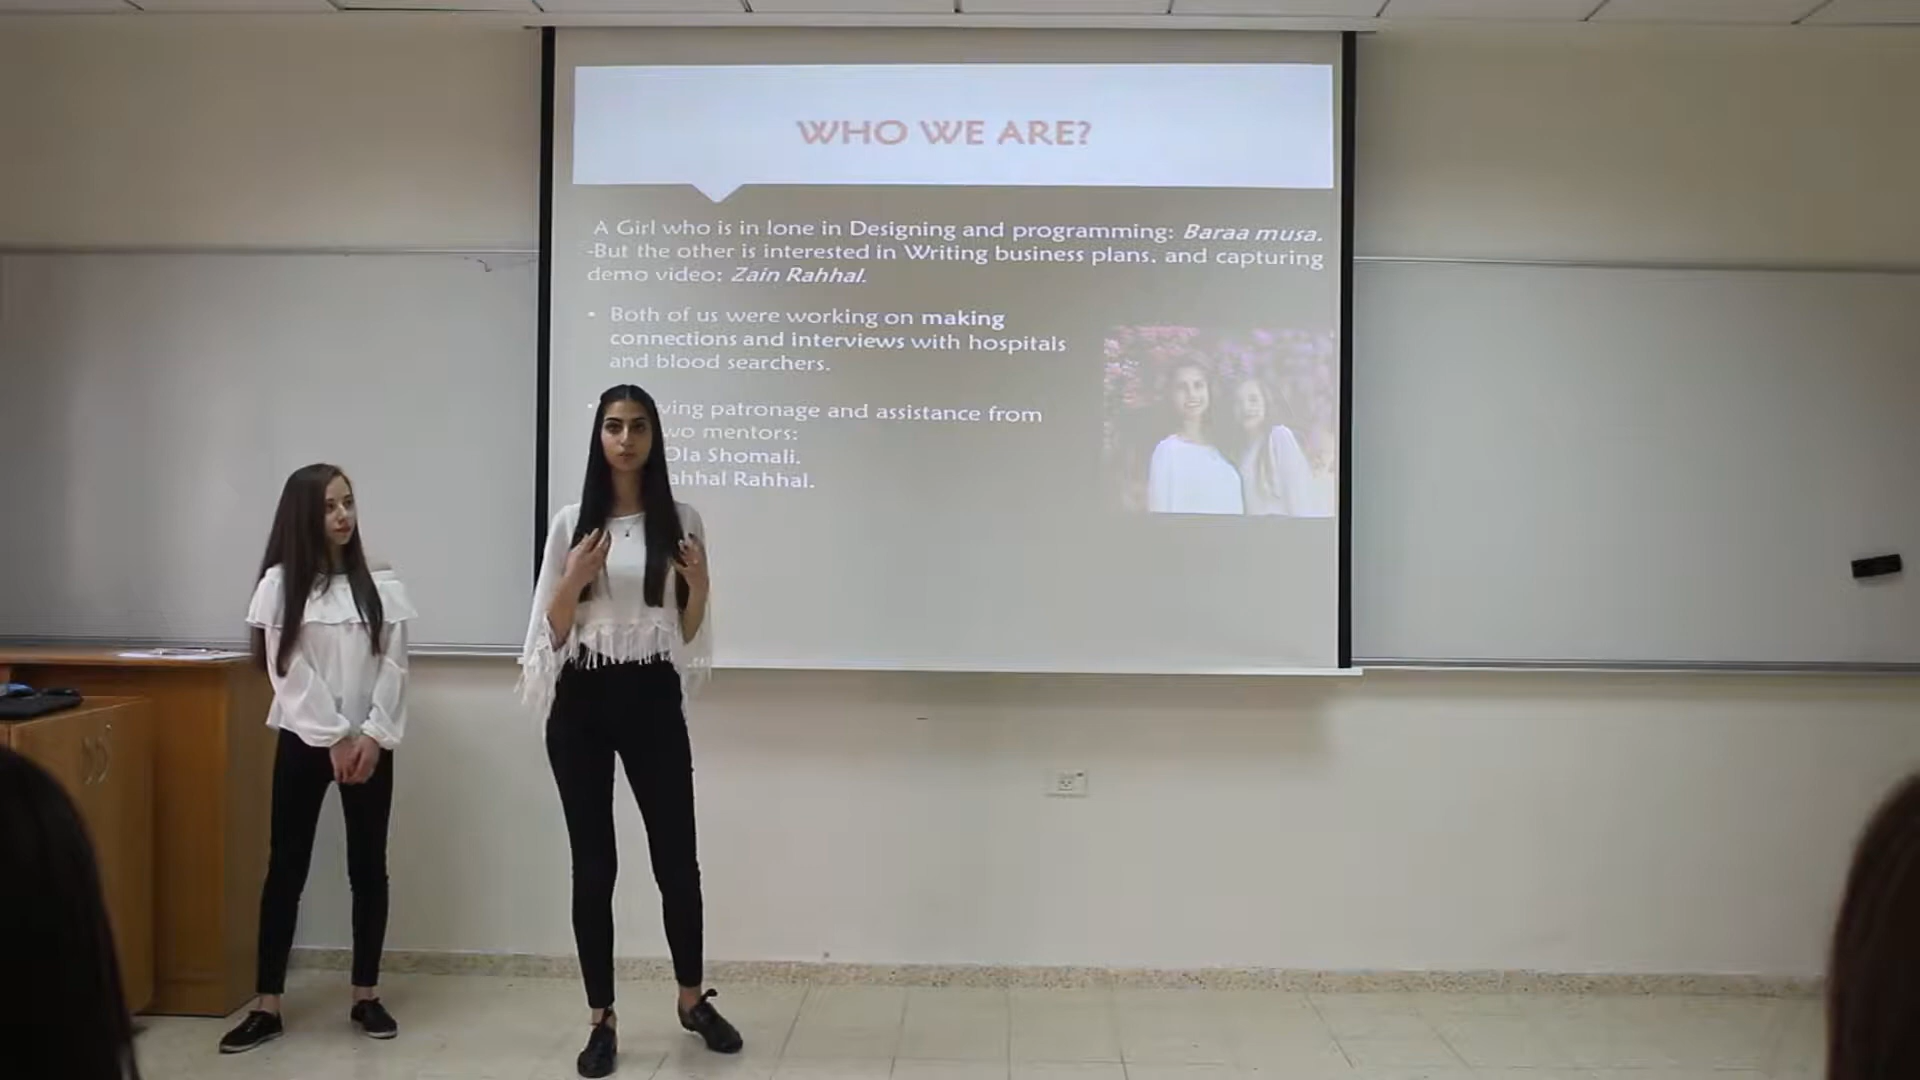 WHO WE ARE?
A Girl who is in lone in Designing and programming: Baraa musa.
-But the other is interested in Writing business plans, and capturing
demo video: Zain Rahhal.
• Both of us were working on making
connections and interviews with hospitals
and blood searchers.
• patronage and assistance from
mentors:
Ola Shomali.
Rahhal.